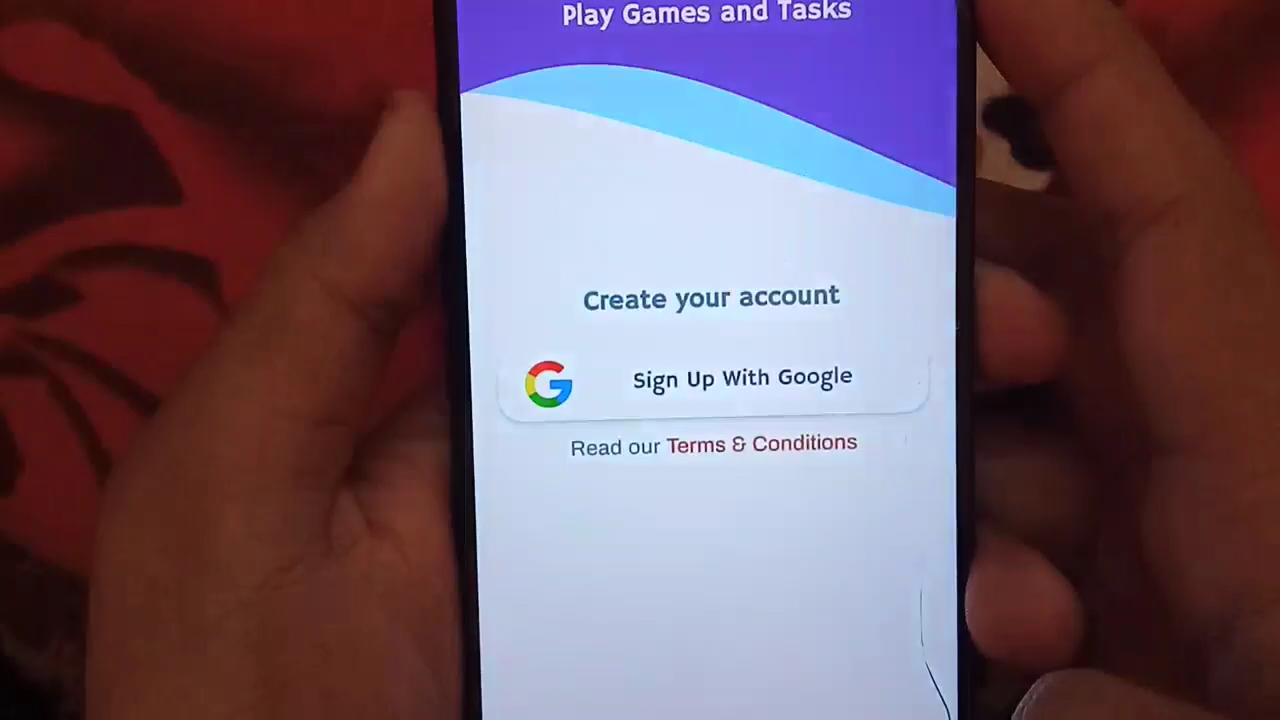 Play Games and Tasks
Create your account
Sign Up With Google
Read our Terms & Conditions